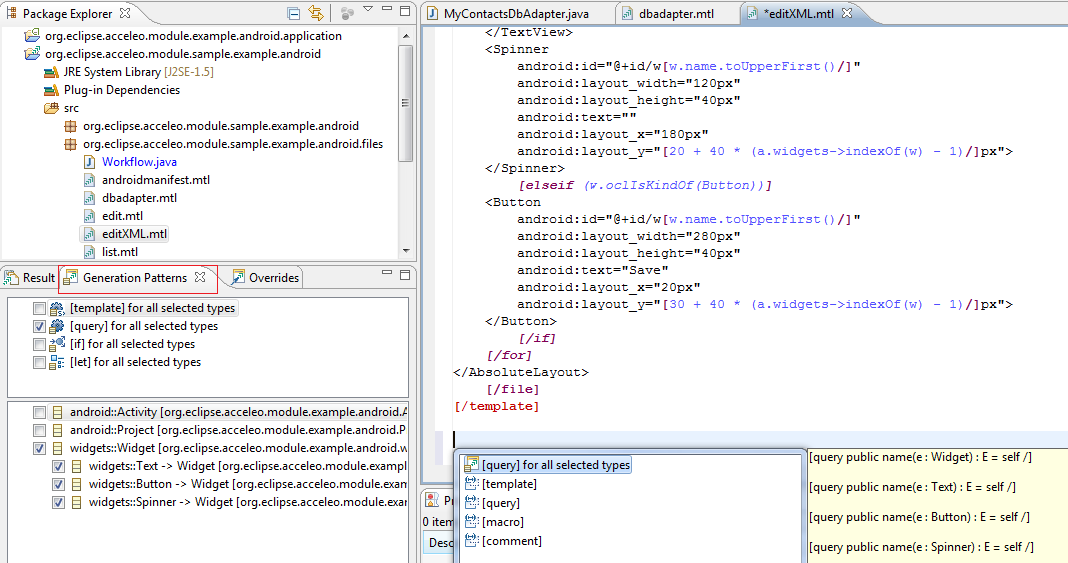 Package Explorer
org.eclipse.acceleo.module.example.android.application
org.eclipse.acceleo.module.sample.example.android
JRE System Library [J2SE-1.5]
Plug-in Dependencies
src
org.eclipse.acceleo.module.sample.example.android
org.eclipse.acceleo.module.sample.example.android.files
Workflow.java
androidmanifest.mtl
dbadapter.mtl
edit.mtl
editXML.mtl
list.mtl
Result
Generation Patterns
Overrides
[template] for all selected types
[query] for all selected types
[if] for all selected types
[let] for all selected types
android::Activity [org.eclipse.acceleo.module.example.android.A
android::Project [org.eclipse.acceleo.module.example.android.P
widgets::Widget [org.eclipse.acceleo.module.example.android.w
widgets::Text -> Widget [org.eclipse.acceleo.module.exampl
widgets::Button -> Widget [org.eclipse.acceleo.module.exar
widgets::Spinner -> Widget [org.eclipse.acceleo.module.exa
MyContactsDbAdapter.java
dbadapter.mtl
*editXML.mtl
</TextView>
<Spinner
android:id="@+id/w[w.name.toUpperFirst()/]"
android:layout_width="120px"
android:layout_height="40px"
android:text=""
android:layout_x="180px"
android:layout_y="[20 + 40 * (a.widgets->indexOf(w) - 1)/]px">
</Spinner>
[elseif (w.oclIsKindOf(Button))]
<Button
android:id="@+id/w[w.name.toUpperFirst()/]"
android:layout_width="280px"
android:layout_height="40px"
android:text="Save"
android:layout_x="20px"
android:layout_y="[30 + 40 * (a.widgets->indexOf(w) - 1)/]px">
</Button>
[/if]
[/for]
</AbsoluteLayout>
[/file]
[/template]
[query] for all selected types
[template]
[query]
[macro]
[comment]
[query public name(e : Widget) : E = self /]
[query public name(e : Text) : E = self /]
[query public name(e : Button) : E = self /]
[query public name(e : Spinner) : E = self /]
0 item
Desc